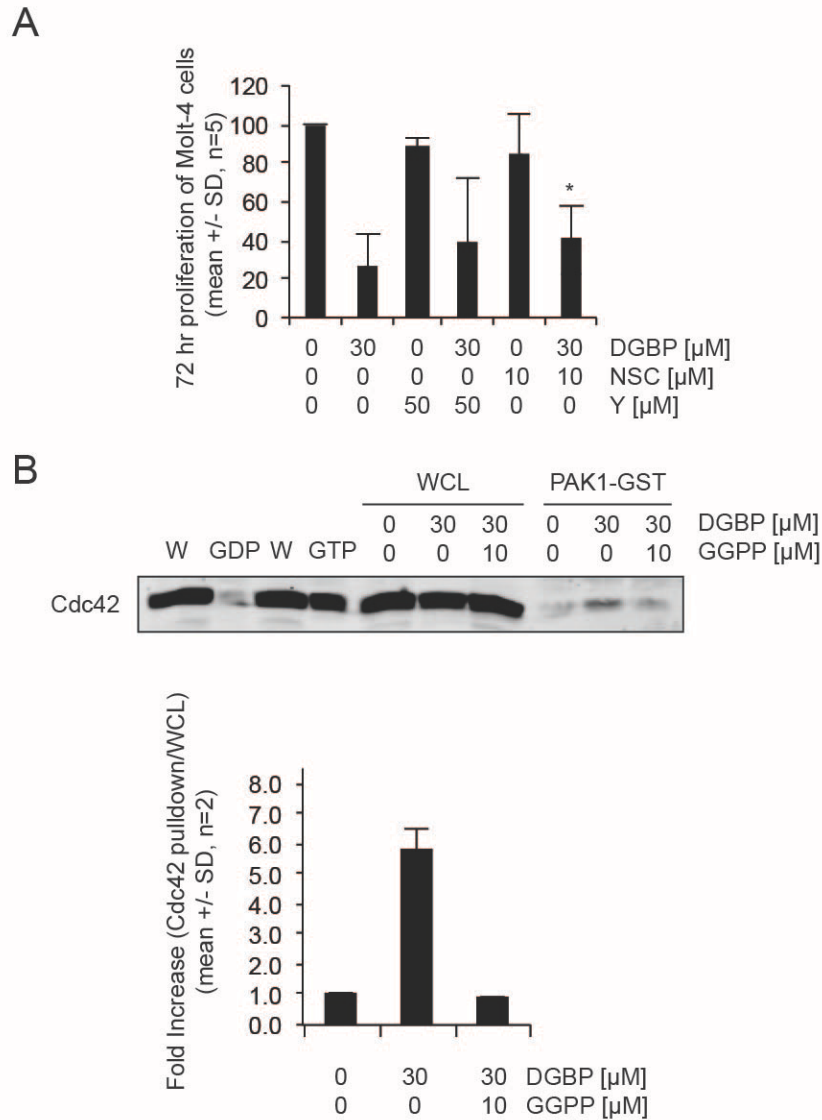 A
72 hr proliferation of Molt-4 cells
(mean +/- SD, n=5)
120
100
80
60
40
20
0
*
0 30 0 30 0 30 DGBP [µM]
0 0 0 0 10 10 NSC [µM]
0 0 50 50 0 0 Y [µM]
B
WCL PAK1-GST
0 30 30 0 30 30 DGBP [µM]
W GDP W GTP 0 0 10 0 0 10 GGPP [µM]
Cdc42
Fold Increase (Cdc42 pulldown/WCL)
(mean +/- SD, n=2)
8.0
7.0
6.0
5.0
4.0
3.0
2.0
1.0
0.0
0 30 30 DGBP [µM]
0 0 10 GGPP [µM]